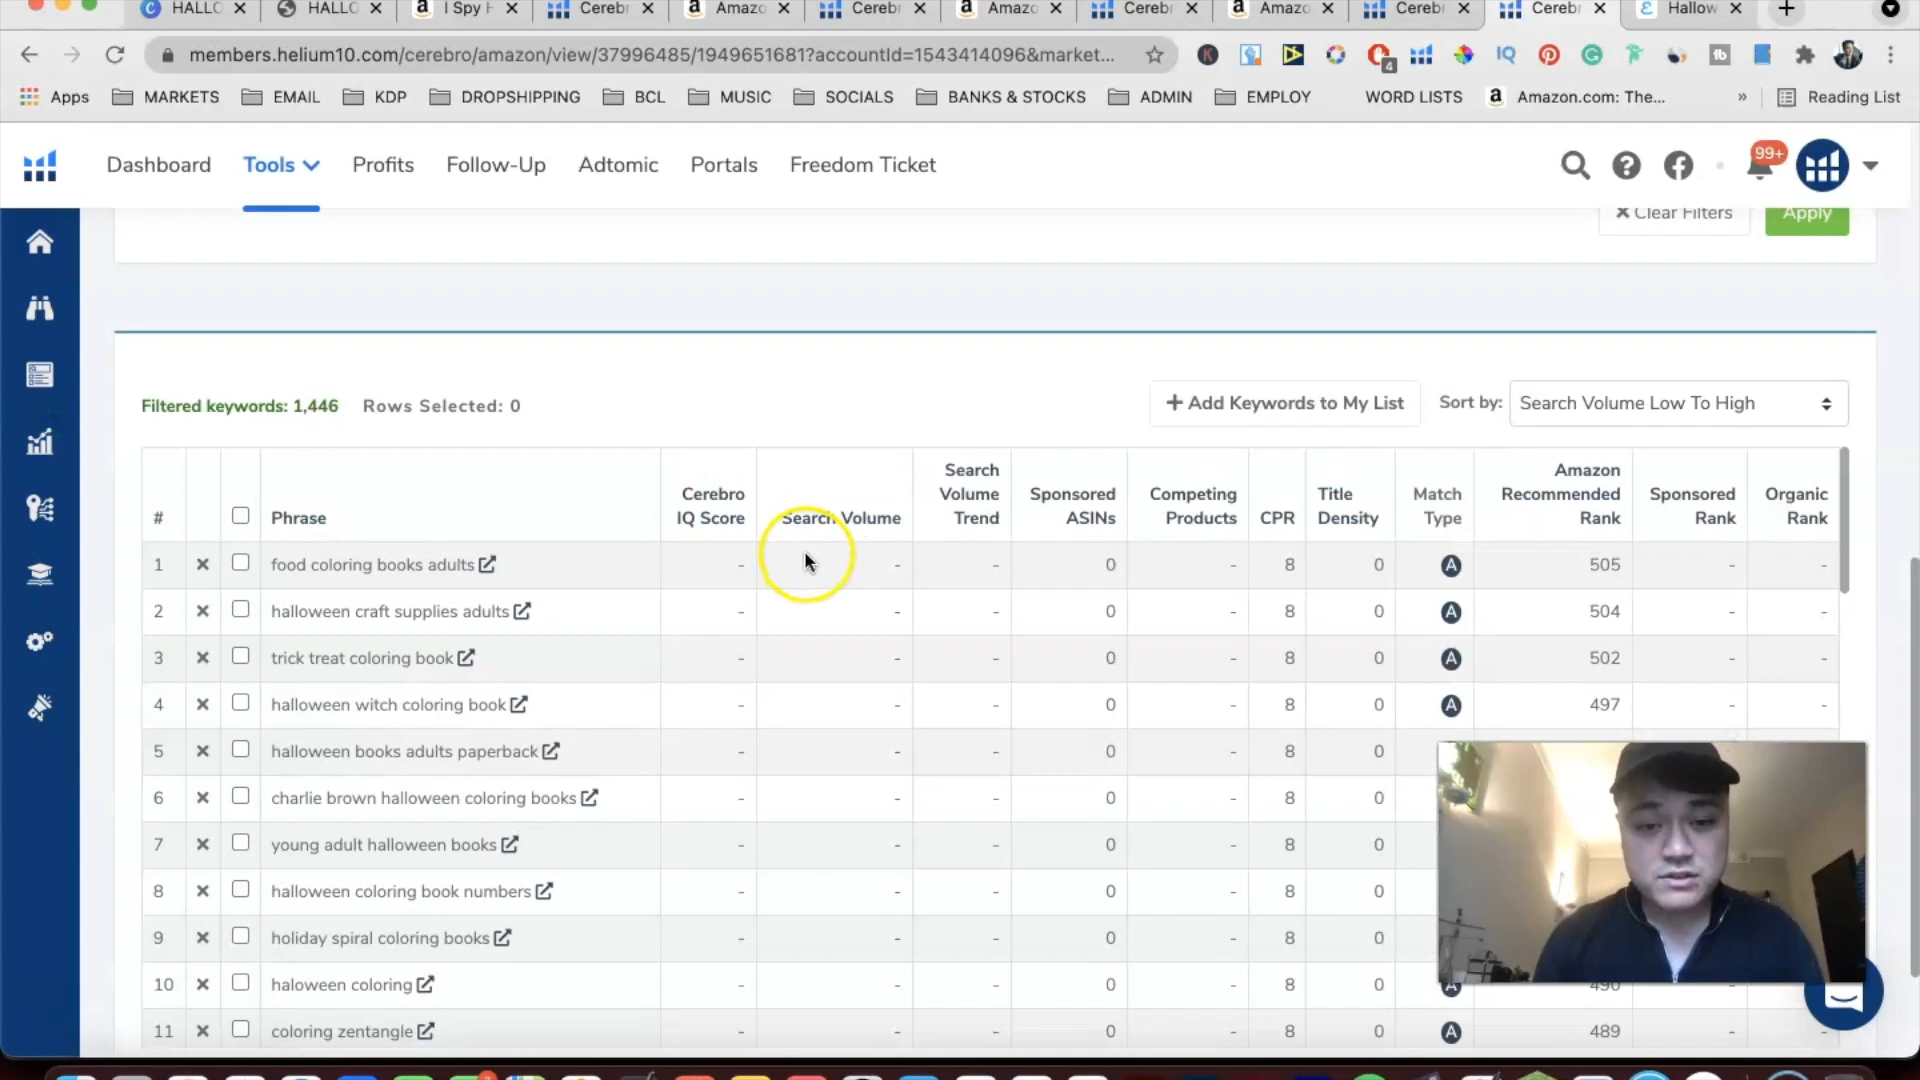 HALLC
HALLC
I Spy H
Cerebr
Amazo
Cerebr
Amazo
Cerebr
Amazo
Cerebr
Cerebr
Hallow
members.helium10.com/cerebro/amazon/view/37996485/1949651681?accountId=1543414096&market...
4
Apps
MARKETS
EMAIL
KDP
DROPSHIPPING
BCL
MUSIC
SOCIALS
BANKS & STOCKS
ADMIN
EMPLOY
WORD LISTS
Amazon.com: The...
»
Reading List
Dashboard
Tools
Profits
Follow-Up
Adtomic
Portals
Freedom Ticket
99+
Clear Filters
Apply
Filtered keywords: 1,446
Rows Selected: 0
+ Add Keywords to My List
Sort by:
Search Volume Low To High
#
Phrase
Cerebro IQ Score
Search Volume
Search Volume Trend
Sponsored ASINs
Competing Products
CPR
Title Density
Match Type
Amazon Recommended Rank
Sponsored Rank
Organic Rank
1 food coloring books adults - - - 0 - 8 0 A 505 - -
2 halloween craft supplies adults - - - 0 - 8 0 A 504 - -
3 trick treat coloring book - - - 0 - 8 0 A 502 - -
4 halloween witch coloring book - - - 0 - 8 0 A 497 - -
5 halloween books adults paperback - - - 0 - 8 0
6 charlie brown halloween coloring books - - - 0 - 8 0
7 young adult halloween books - - - 0 - 8 0
8 halloween coloring book numbers - - - 0 - 8 0
9 holiday spiral coloring books - - - 0 - 8 0
10 haloween coloring - - - 0 - 8 0 A 490 - -
11 coloring zentangle - - - 0 - 8 0 A 489 - -